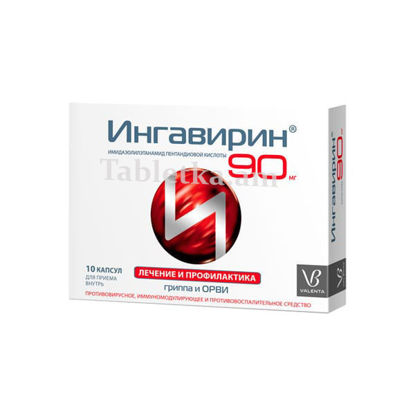 Ингавирин®
ИМИДАЗОЛИЛЭТАНАМИД ПЕНТАНДИОВОЙ КИСЛОТЫ
90 мг
Tabletka.am
И
10 КАПСУЛ
ДЛЯ ПРИЕМА
ВНУТРЬ
ЛЕЧЕНИЕ И ПРОФИЛАКТИКА
гриппа и ОРВИ
ПРОТИВОВИРУСНОЕ, ИММУНОМОДУЛИРУЮЩЕЕ И ПРОТИВОВОСПАЛИТЕЛЬНОЕ СРЕДСТВО
VALENTA
Ингавирин®
90 мг